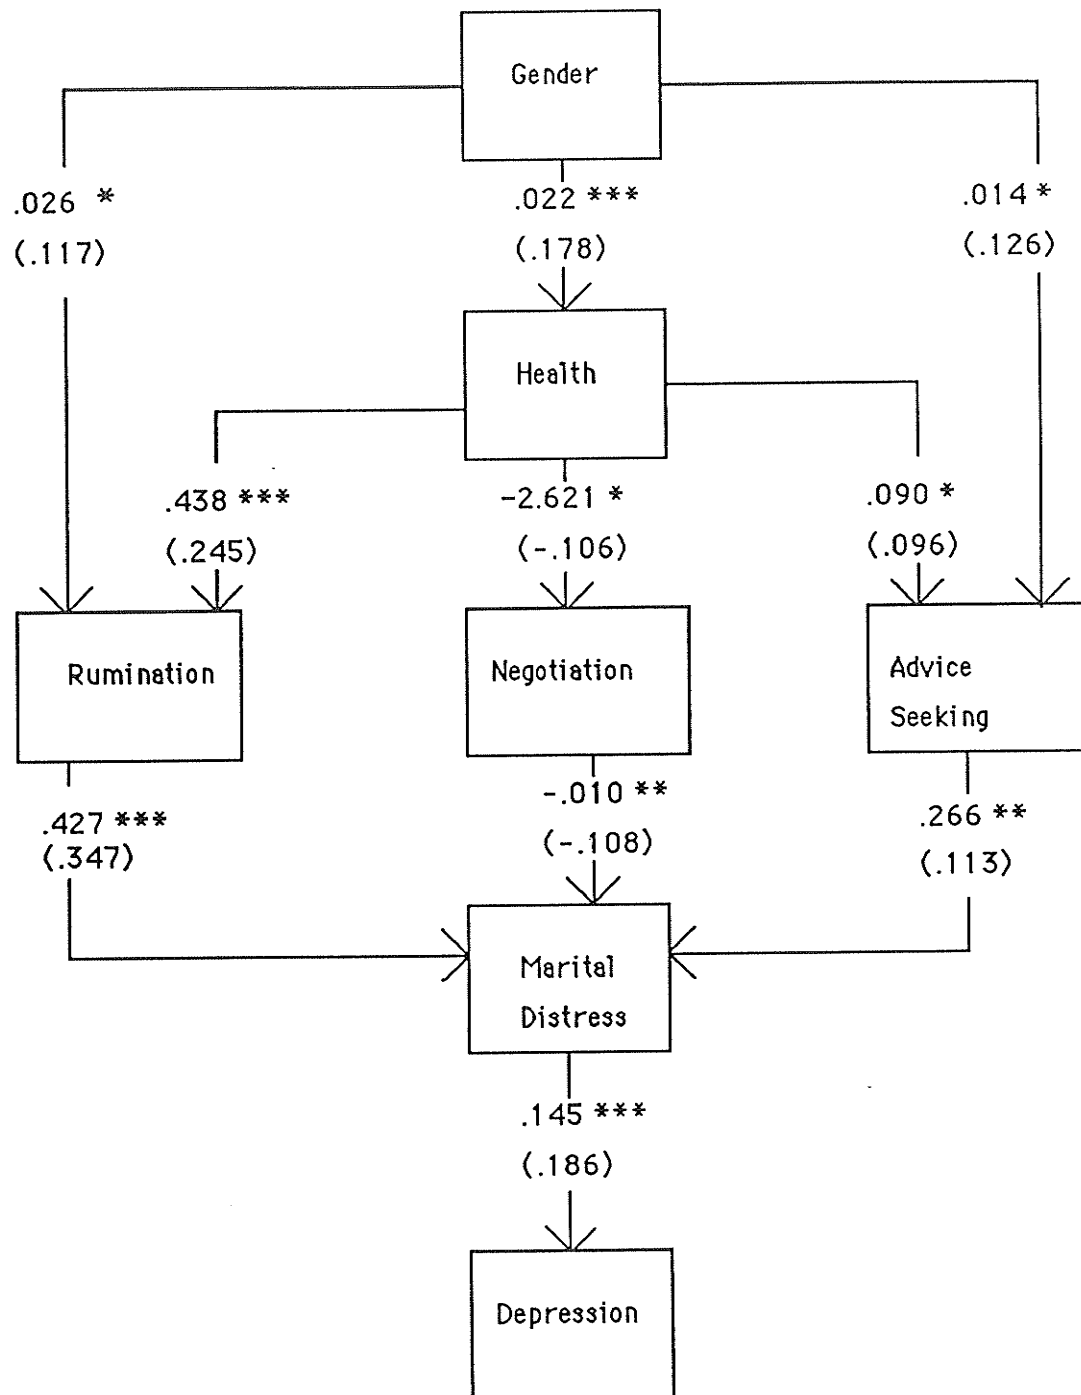 Gender
.026 *
(.117)
.022 ***
(.178)
.014 *
(.126)
Health
.438 ***
(.245)
-2.621 *
(-.106)
.090 *
(.096)
Rumination
Negotiation
Advice
Seeking
.427 ***
(.347)
-.010 **
(-.108)
.266 **
(.113)
Marital
Distress
.145 ***
(.186)
Depression